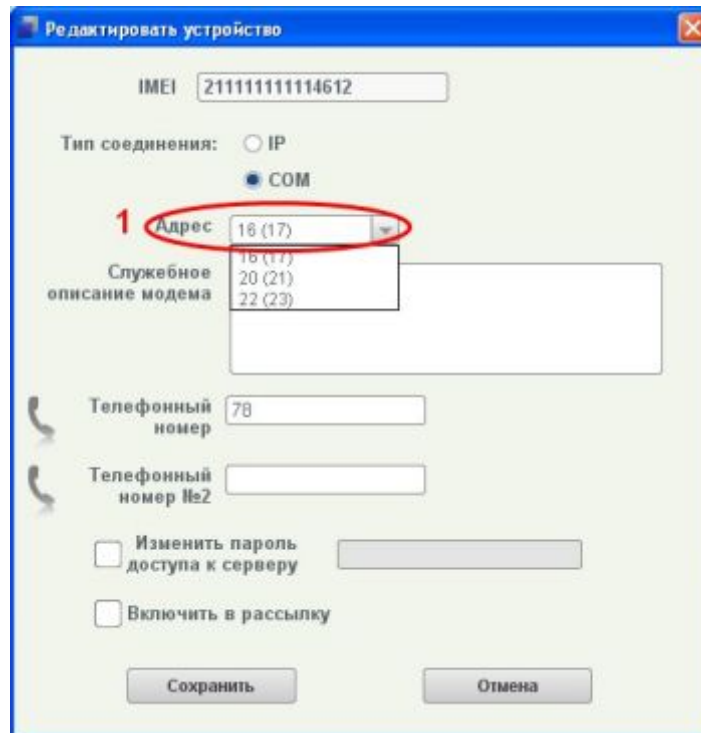 Редактировать устройство
IMEI 211111111114612
Тип соединения: IP
COM
1 Адрес 16 (17)
16 (17)
20 (21)
22 (23)
Служебное
описание модема
Телефонный
номер
78
Телефонный
номер №2
Изменить пароль
доступа к серверу
Включить в рассылку
Сохранить Отмена